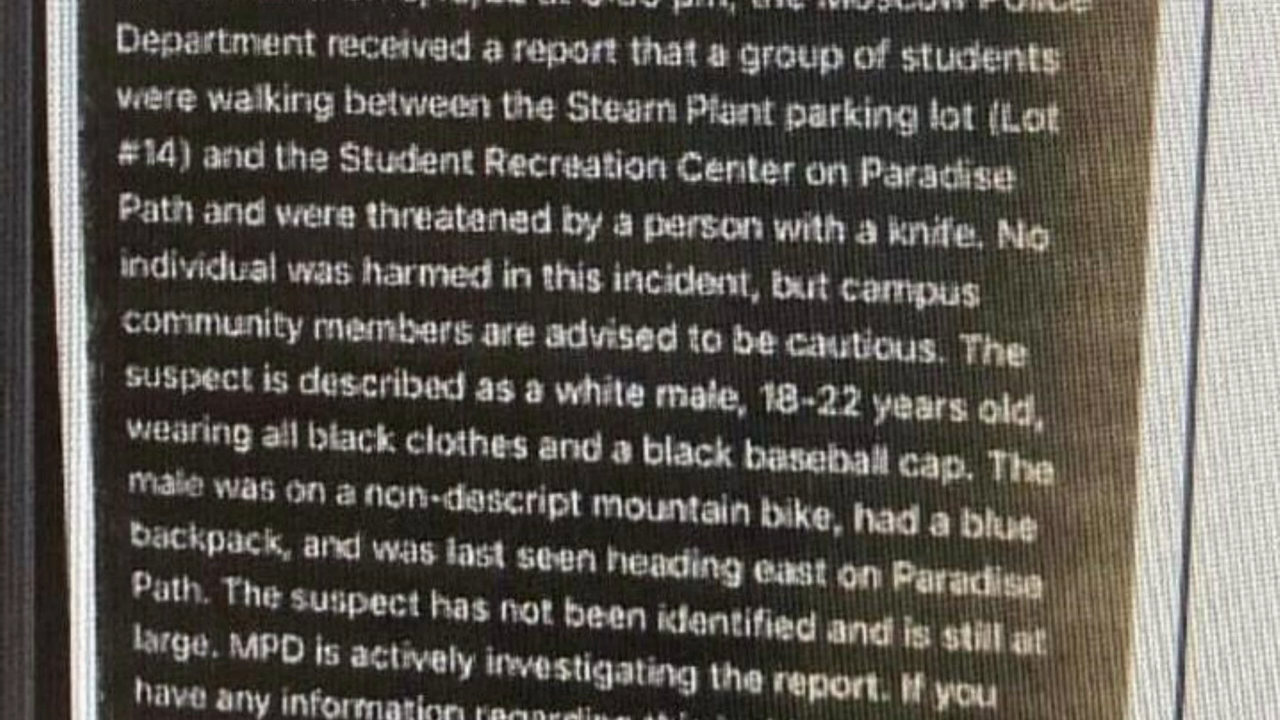 pm, the Moscow Police
Department received a report that a group of students
were walking between the Steam Plant parking lot (Lot
#14) and the Student Recreation Center on Paradise
Path and were threatened by a person with a knife. No
individual was harmed in this incident, but campus
community members are advised to be cautious. The
suspect is described as a white male, 18-22 years old,
wearing all black clothes and a black baseball cap. The
male was on a non-descript mountain bike, had a blue
backpack, and was last seen heading east on Paradise
Path. The suspect has not been identified and is still at
large. MPD is actively investigating the report. If you
have any information regarding